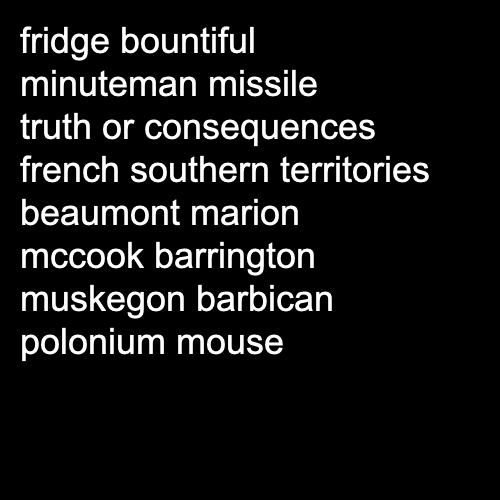 fridge bountiful
minuteman missile
truth or consequences
french southern territories
beaumont marion
mccook barrington
muskegon barbican
polonium mouse